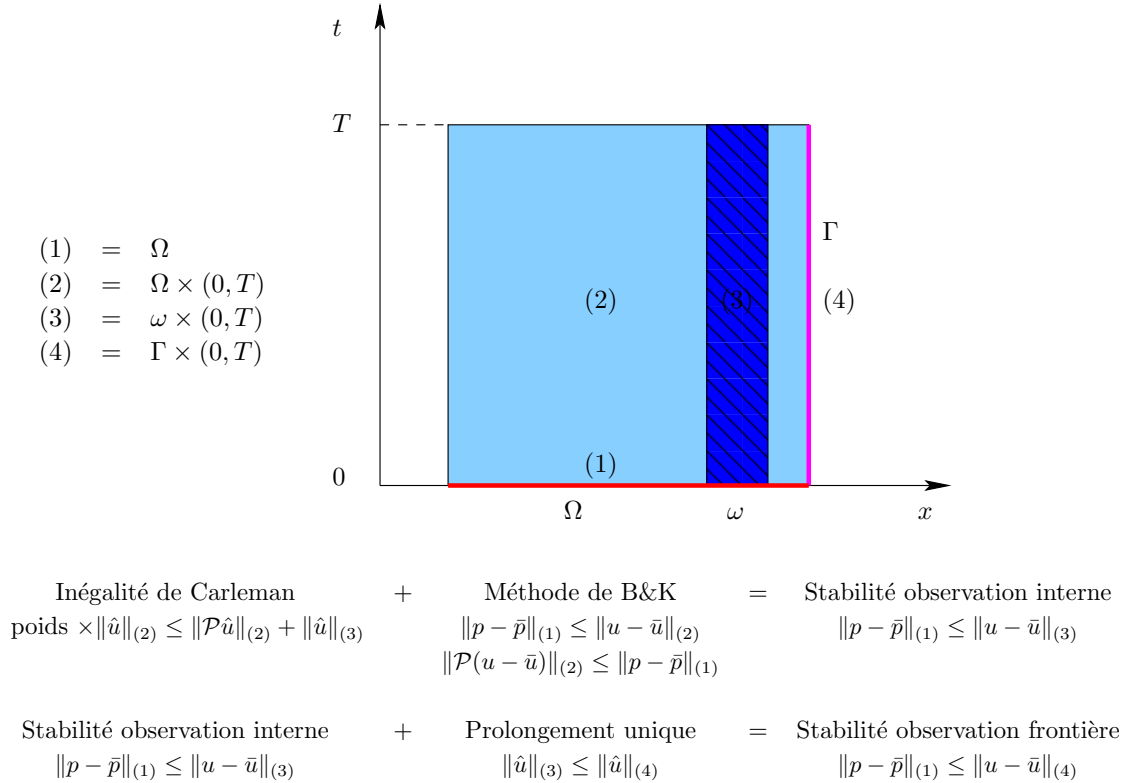 t
T
(1) = Ω
(2) = Ω × (0, T)
(3) = ω × (0, T)
(4) = Γ × (0, T)
Γ
(2) (3) (4)
(1)
0
Ω ω x
Inégalité de Carleman + Méthode de B&K = Stabilité observation interne
poids ×‖û‖(2) ≤ ‖𝒫û‖(2) + ‖û‖(3) ‖p − p̄‖(1) ≤ ‖u − ū‖(2) ‖p − p̄‖(1) ≤ ‖u − ū‖(3)
‖𝒫(u − ū)‖(2) ≤ ‖p − p̄‖(1)
Stabilité observation interne + Prolongement unique = Stabilité observation frontière
‖p − p̄‖(1) ≤ ‖u − ū‖(3) ‖û‖(3) ≤ ‖û‖(4) ‖p − p̄‖(1) ≤ ‖u − ū‖(4)